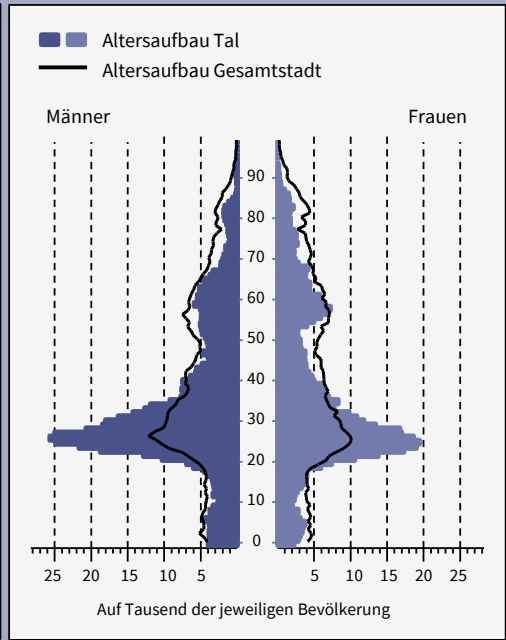 Altersaufbau Tal
Altersaufbau Gesamtstadt
Männer
Frauen
90
80
70
60
50
40
30
20
10
0
25 20 15 10 5
5 10 15 20 25
Auf Tausend der jeweiligen Bevölkerung